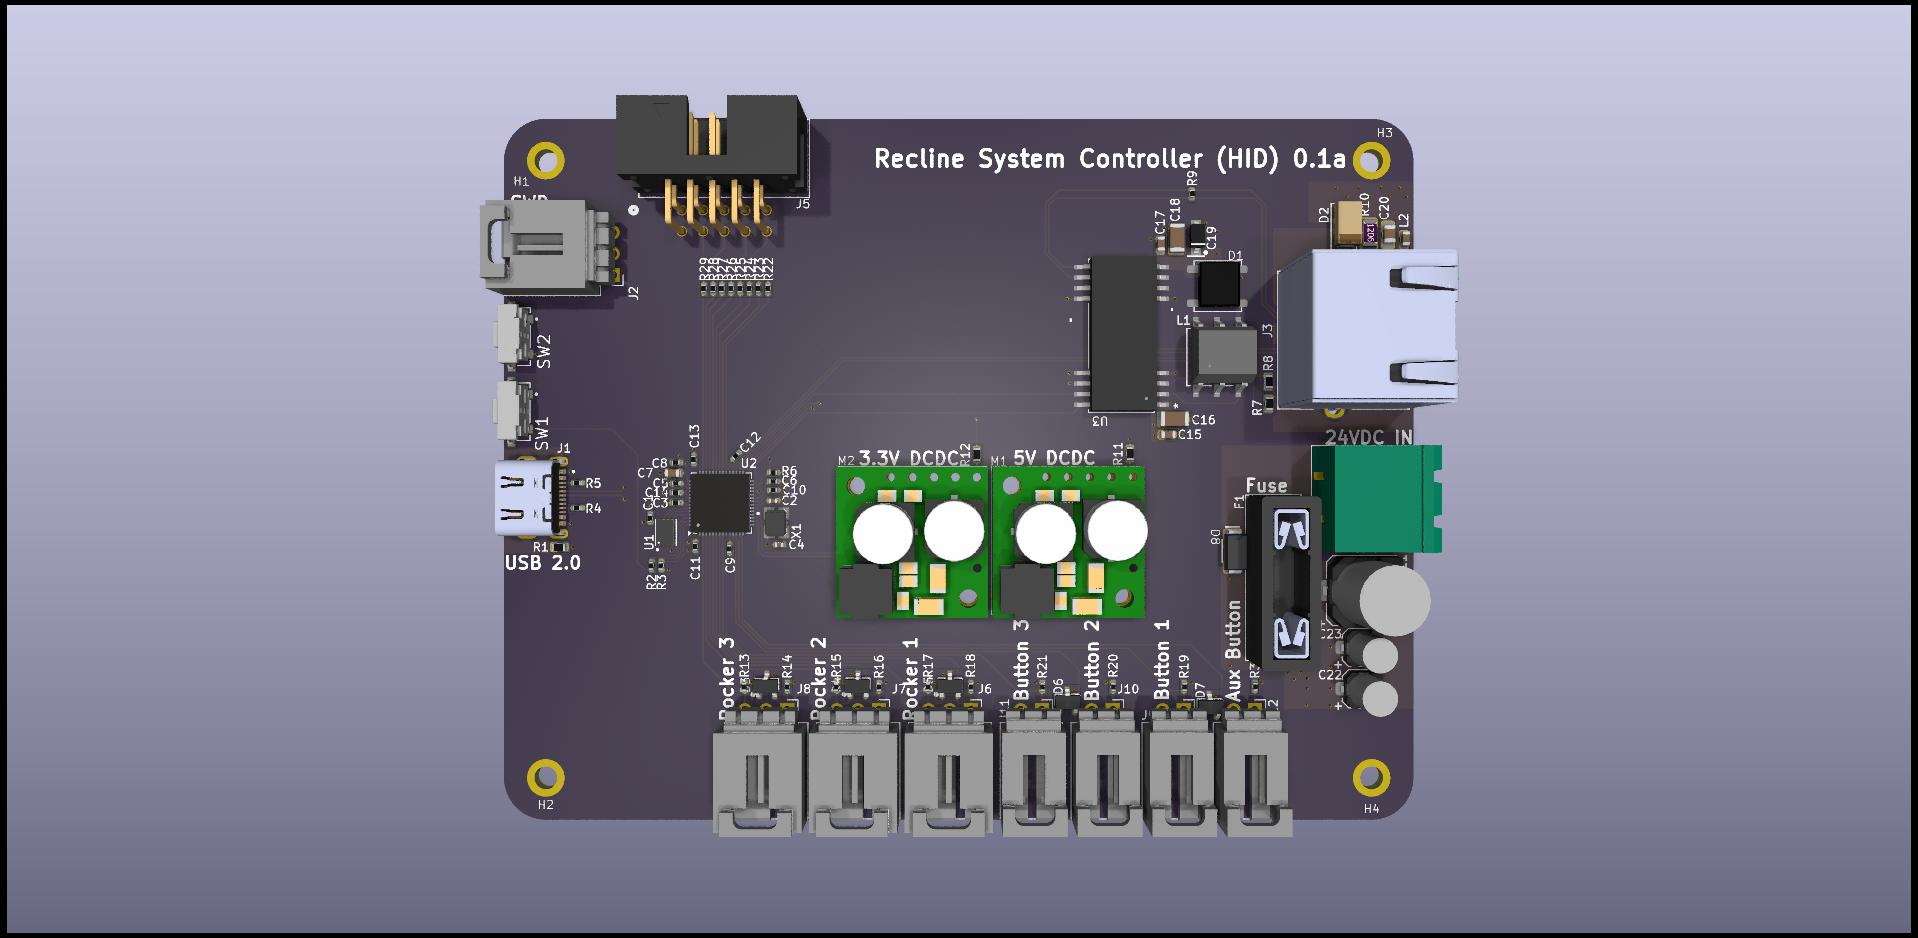 Recline System Controller (HID) 0.1a
H3
H1
J5
R9
J2
R29
R28
R27
R26
R25
R24
R23
R22
C17
C18
C19
D1
D2
R10
1206
C20
L2
L1
J3
R8
R7
U3
C16
C15
SW2
SW1
J1
R5
R4
R1
USB 2.0
C13
C12
U2
C8
C7
C3
R6
C6
C10
C2
CX1
C4
U1
R2
R3
C11
C9
M2
3.3V DCDC
R12
M1
5V DCDC
R11
24VDC IN
Fuse
F1
D8
C23
C22
Rocker 3
R13
R14
J8
Rocker 2
R15
R16
J7
Rocker 1
R17
R18
J6
Button 3
R21
D6
Button 2
R20
J10
Button 1
R19
D7
Aux Button
H2
H4